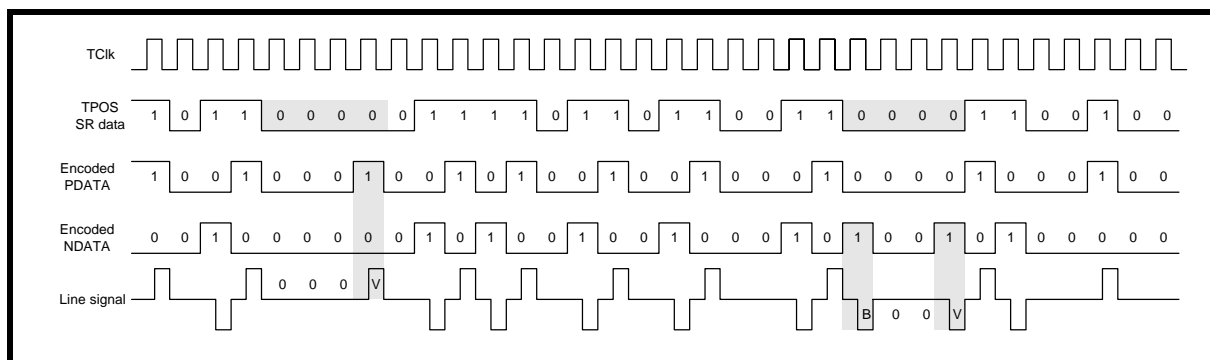 TClk
TPOS
SR data
1 0 1 1 0 0 0 0 0 1 1 1 1 0 1 1 0 1 1 0 0 1 1 0 0 0 0 1 1 0 0 1 0 0
Encoded
PDATA
1 0 0 1 0 0 0 1 0 0 1 0 1 0 0 1 0 0 1 0 0 0 1 0 0 0 0 1 0 0 0 1 0 0
Encoded
NDATA
0 0 1 0 0 0 0 0 0 1 0 1 0 0 1 0 0 1 0 0 0 1 0 1 0 0 1 0 1 0 0 0 0 0
Line signal
0 0 0 V
B 0 0 V